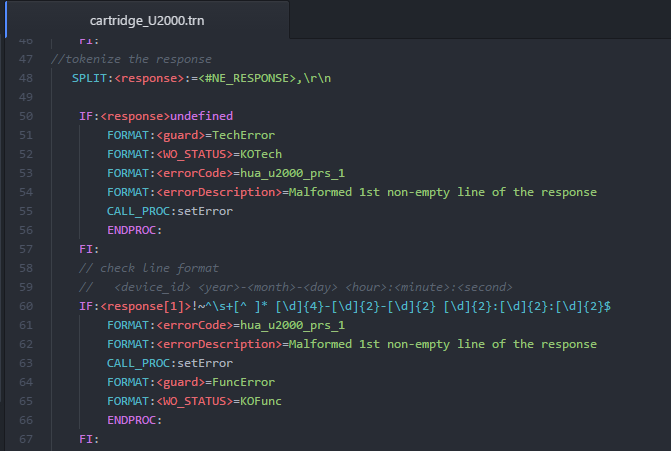 cartridge_U2000.trn
46 FI:
47 //tokenize the response
48 SPLIT:<response>:=<#NE_RESPONSE>,\r\n
49
50 IF:<response>undefined
51 FORMAT:<guard>=TechError
52 FORMAT:<WO_STATUS>=KOTech
53 FORMAT:<errorCode>=hua_u2000_prs_1
54 FORMAT:<errorDescription>=Malformed 1st non-empty line of the response
55 CALL_PROC:setError
56 ENDPROC:
57 FI:
58 // check line format
59 // <device_id> <year>-<month>-<day> <hour>:<minute>:<second>
60 IF:<response[1]>!~^\s+[^ ]* [\d]{4}-[\d]{2}-[\d]{2} [\d]{2}:[\d]{2}:[\d]{2}$
61 FORMAT:<errorCode>=hua_u2000_prs_1
62 FORMAT:<errorDescription>=Malformed 1st non-empty line of the response
63 CALL_PROC:setError
64 FORMAT:<guard>=FuncError
65 FORMAT:<WO_STATUS>=KOFunc
66 ENDPROC:
67 FI: